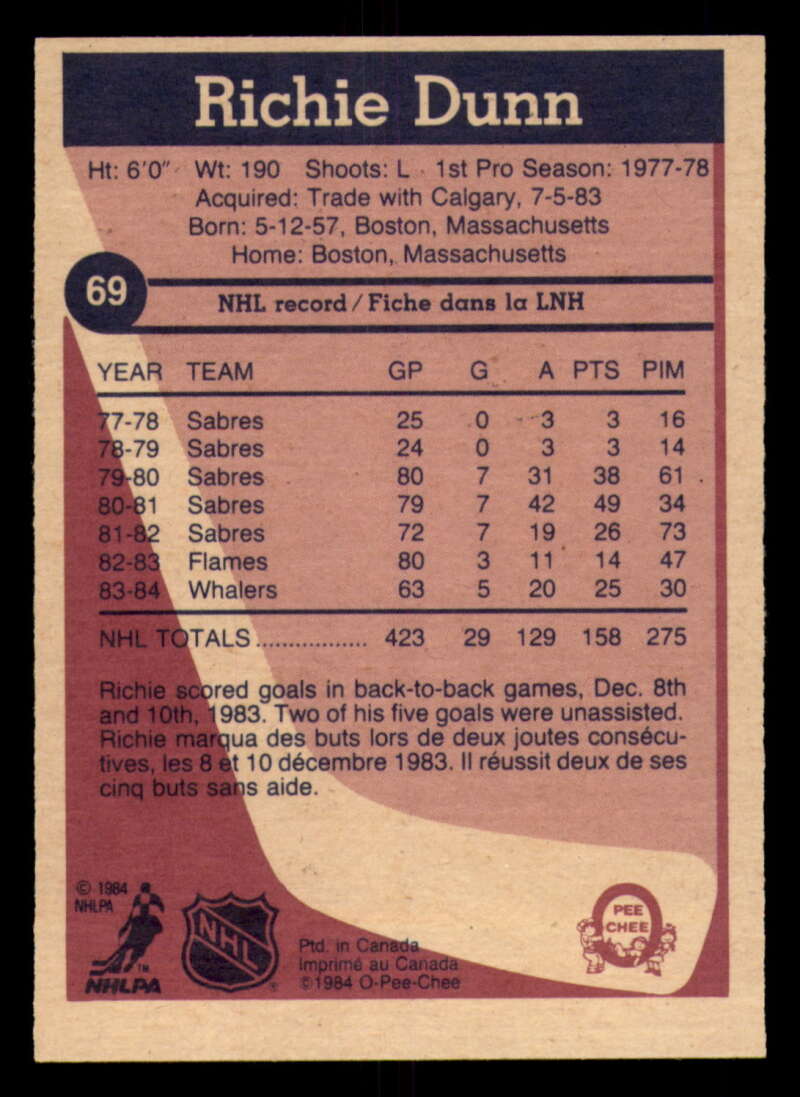 Richie Dunn
Ht: 6'0" Wt: 190 Shoots: L 1st Pro Season: 1977-78
Acquired: Trade with Calgary, 7-5-83
Born: 5-12-57, Boston, Massachusetts
Home: Boston, Massachusetts
69
NHL record / Fiche dans la LNH
YEAR TEAM GP G A PTS PIM
77-78 Sabres 25 0 3 3 16
78-79 Sabres 24 0 3 3 14
79-80 Sabres 80 7 31 38 61
80-81 Sabres 79 7 42 49 34
81-82 Sabres 72 7 19 26 73
82-83 Flames 80 3 11 14 47
83-84 Whalers 63 5 20 25 30
NHL TOTALS................. 423 29 129 158 275
Richie scored goals in back-to-back games, Dec. 8th
and 10th, 1983. Two of his five goals were unassisted.
Richie marqua des buts lors de deux joutes consécu-
tives, les 8 et 10 décembre 1983. Il réussit deux de ses
cinq buts sans aide.
© 1984
NHLPA
TM
NHLPA
NHL
®
Ptd. in Canada
Imprimé au Canada
©1984 O-Pee-Chee
PEE
CHEE